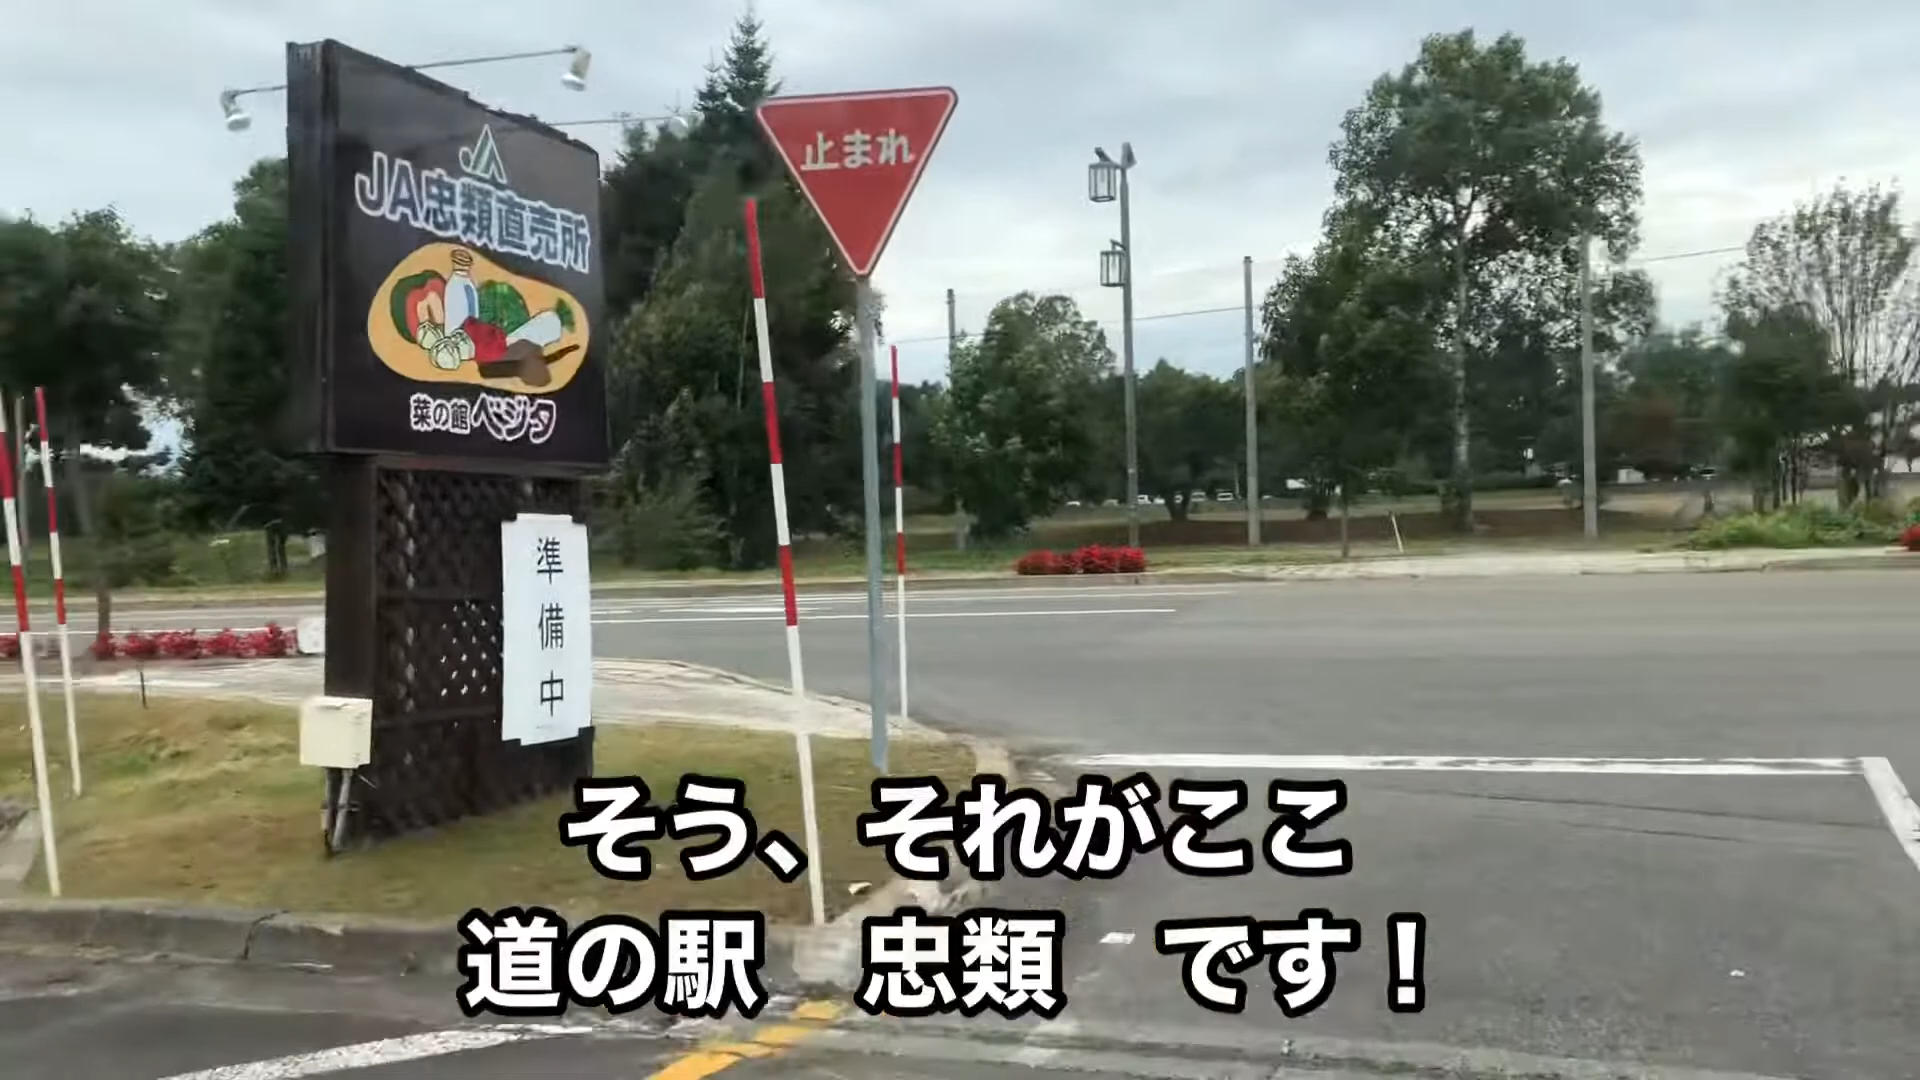 JA
JA忠類直売所
菜の館ベジタ
準備中
止まれ
そう、それがここ
道の駅　忠類　です！